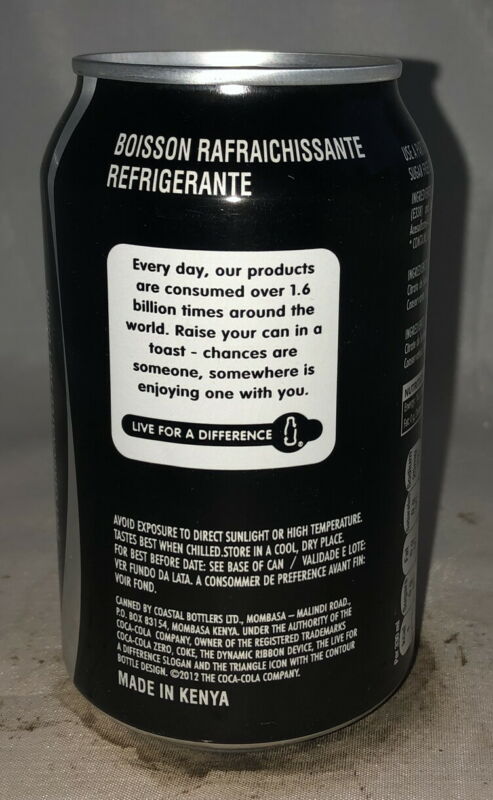 BOISSON RAFRAICHISSANTE
REFRIGERANTE
Every day, our products
are consumed over 1.6
billion times around the
world. Raise your can in a
toast - chances are
someone, somewhere is
enjoying one with you.
LIVE FOR A DIFFERENCE ®
AVOID EXPOSURE TO DIRECT SUNLIGHT OR HIGH TEMPERATURE.
TASTES BEST WHEN CHILLED.STORE IN A COOL, DRY PLACE.
FOR BEST BEFORE DATE: SEE BASE OF CAN / VALIDADE E LOTE:
VER FUNDO DA LATA. A CONSOMMER DE PREFERENCE AVANT FIN:
VOIR FOND.
CANNED BY COASTAL BOTTLERS LTD., MOMBASA – MALINDI ROAD.,
P.O. BOX 83154, MOMBASA KENYA. UNDER THE AUTHORITY OF THE
COCA-COLA COMPANY, OWNER OF THE REGISTERED TRADEMARKS
COCA-COLA ZERO, COKE, THE DYNAMIC RIBBON DEVICE, THE LIVE FOR
A DIFFERENCE SLOGAN AND THE TRIANGLE ICON WITH THE CONTOUR
BOTTLE DESIGN. ©2012 THE COCA-COLA COMPANY.
MADE IN KENYA
USE A
SUGAR